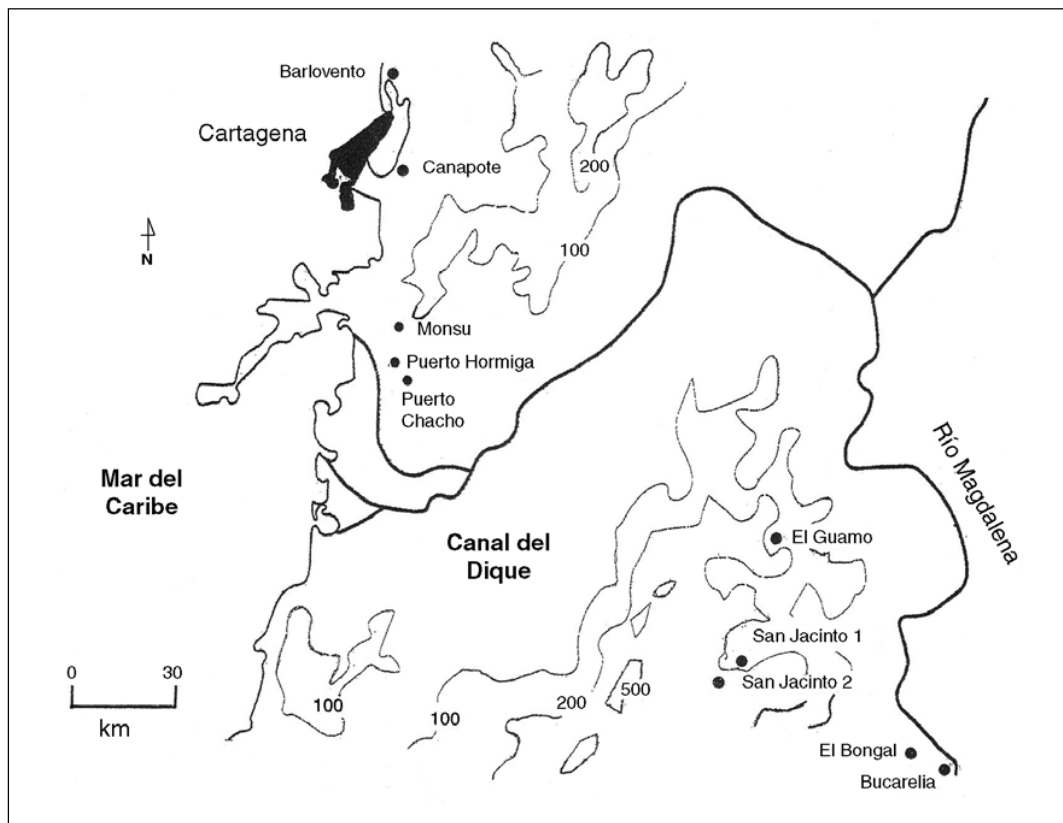 Barlovento
Cartagena
Canapote
200
N
100
Monsu
Puerto Hormiga
Puerto
Chacho
Río Magdalena
Mar del
Caribe
Canal del
Dique
El Guamo
San Jacinto 1
San Jacinto 2
0 30
km
100
100
200
500
El Bongal
Bucarelia